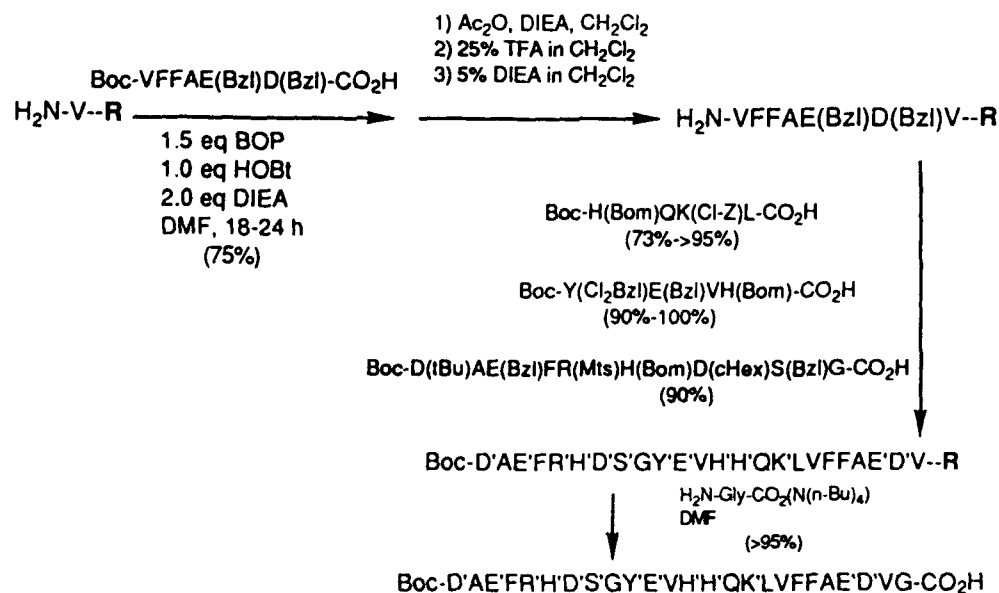 1) Ac₂O, DIEA, CH₂Cl₂
2) 25% TFA in CH₂Cl₂
3) 5% DIEA in CH₂Cl₂
Boc-VFFAE(Bzl)D(Bzl)-CO₂H
H₂N-V--R
H₂N-VFFAE(Bzl)D(Bzl)V--R
1.5 eq BOP
1.0 eq HOBt
2.0 eq DIEA
DMF, 18-24 h
(75%)
Boc-H(Bom)QK(Cl-Z)L-CO₂H
(73%->95%)
Boc-Y(Cl₂Bzl)E(Bzl)VH(Bom)-CO₂H
(90%-100%)
Boc-D(tBu)AE(Bzl)FR(Mts)H(Bom)D(cHex)S(Bzl)G-CO₂H
(90%)
Boc-D'AE'FR'H'D'S'GY'E'VH'H'QK'LVFFAE'D'V--R
H₂N-Gly-CO₂(N(n-Bu)₄)
DMF
(>95%)
Boc-D'AE'FR'H'D'S'GY'E'VH'H'QK'LVFFAE'D'VG-CO₂H